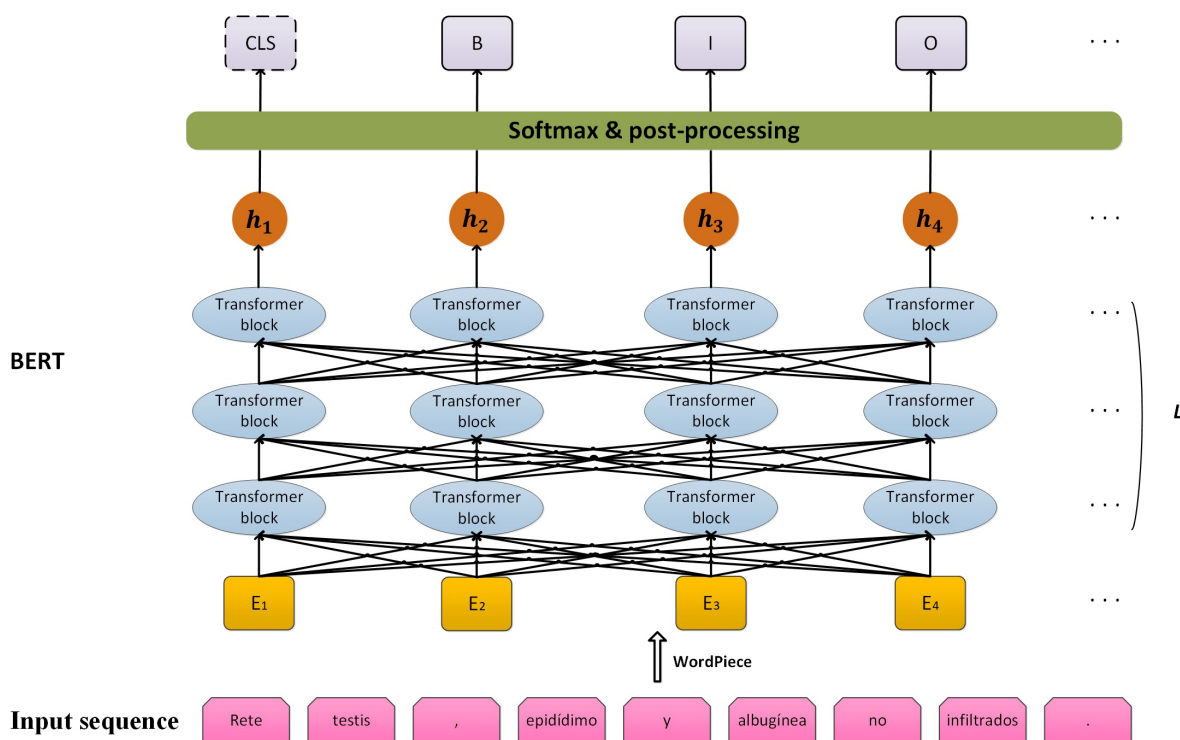 CLS B I O . . .
Softmax & post-processing
h1 h2 h3 h4 . . .
Transformer block Transformer block Transformer block Transformer block . . .
BERT
Transformer block Transformer block Transformer block Transformer block . . . L
Transformer block Transformer block Transformer block Transformer block . . .
E1 E2 E3 E4 . . .
WordPiece
Input sequence Rete testis , epidídimo y albugínea no infiltrados .